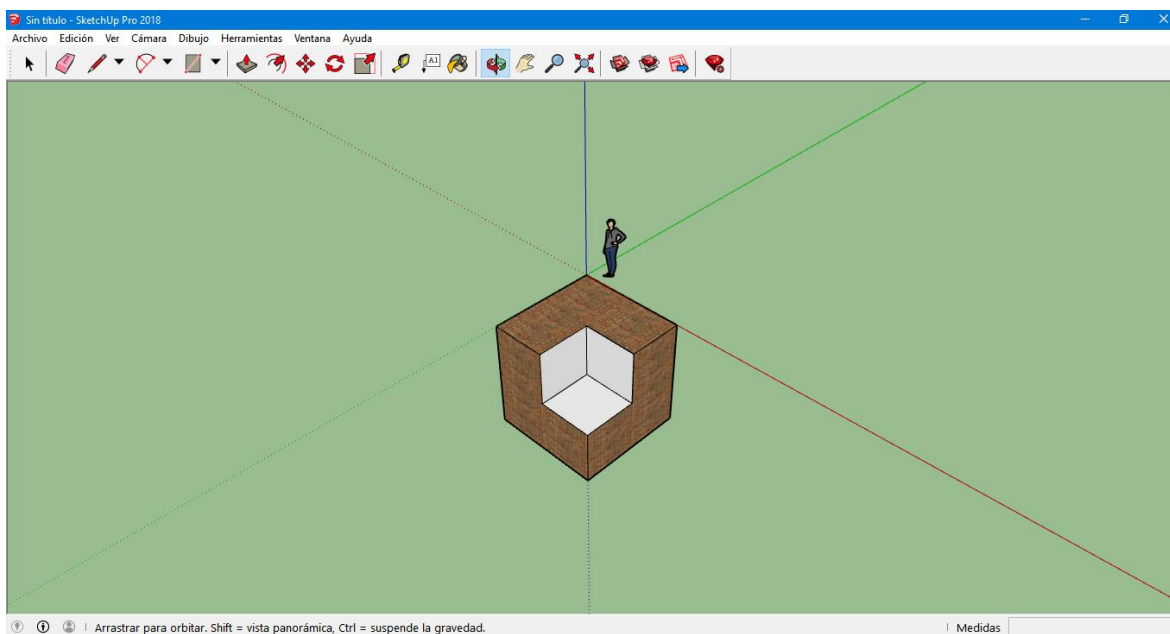 Sin título - SketchUp Pro 2018
Archivo Edición Ver Cámara Dibujo Herramientas Ventana Ayuda
A1
Arrastrar para orbitar. Shift = vista panorámica, Ctrl = suspende la gravedad.
Medidas